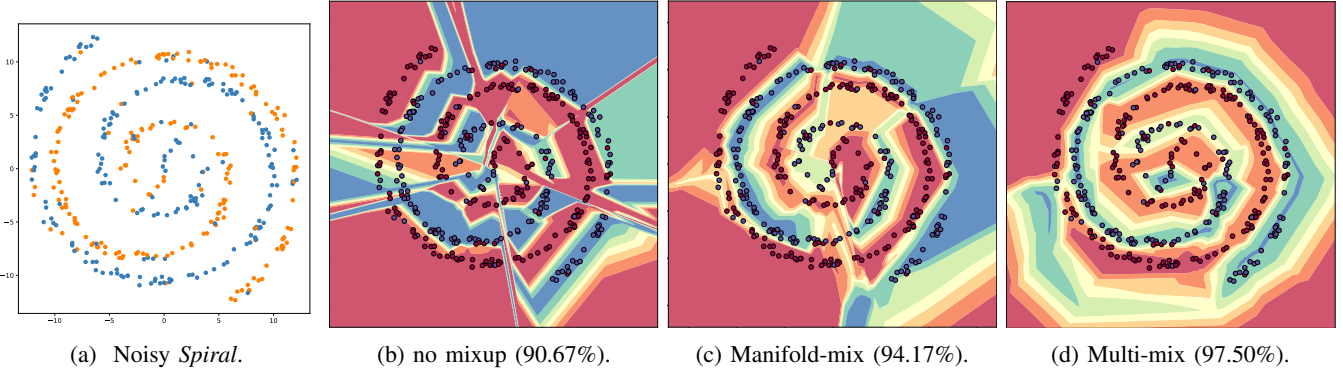 10
5
0
−5
−10
−10
−5
0
5
10
(a) Noisy Spiral.
(b) no mixup (90.67%).
(c) Manifold-mix (94.17%).
(d) Multi-mix (97.50%).